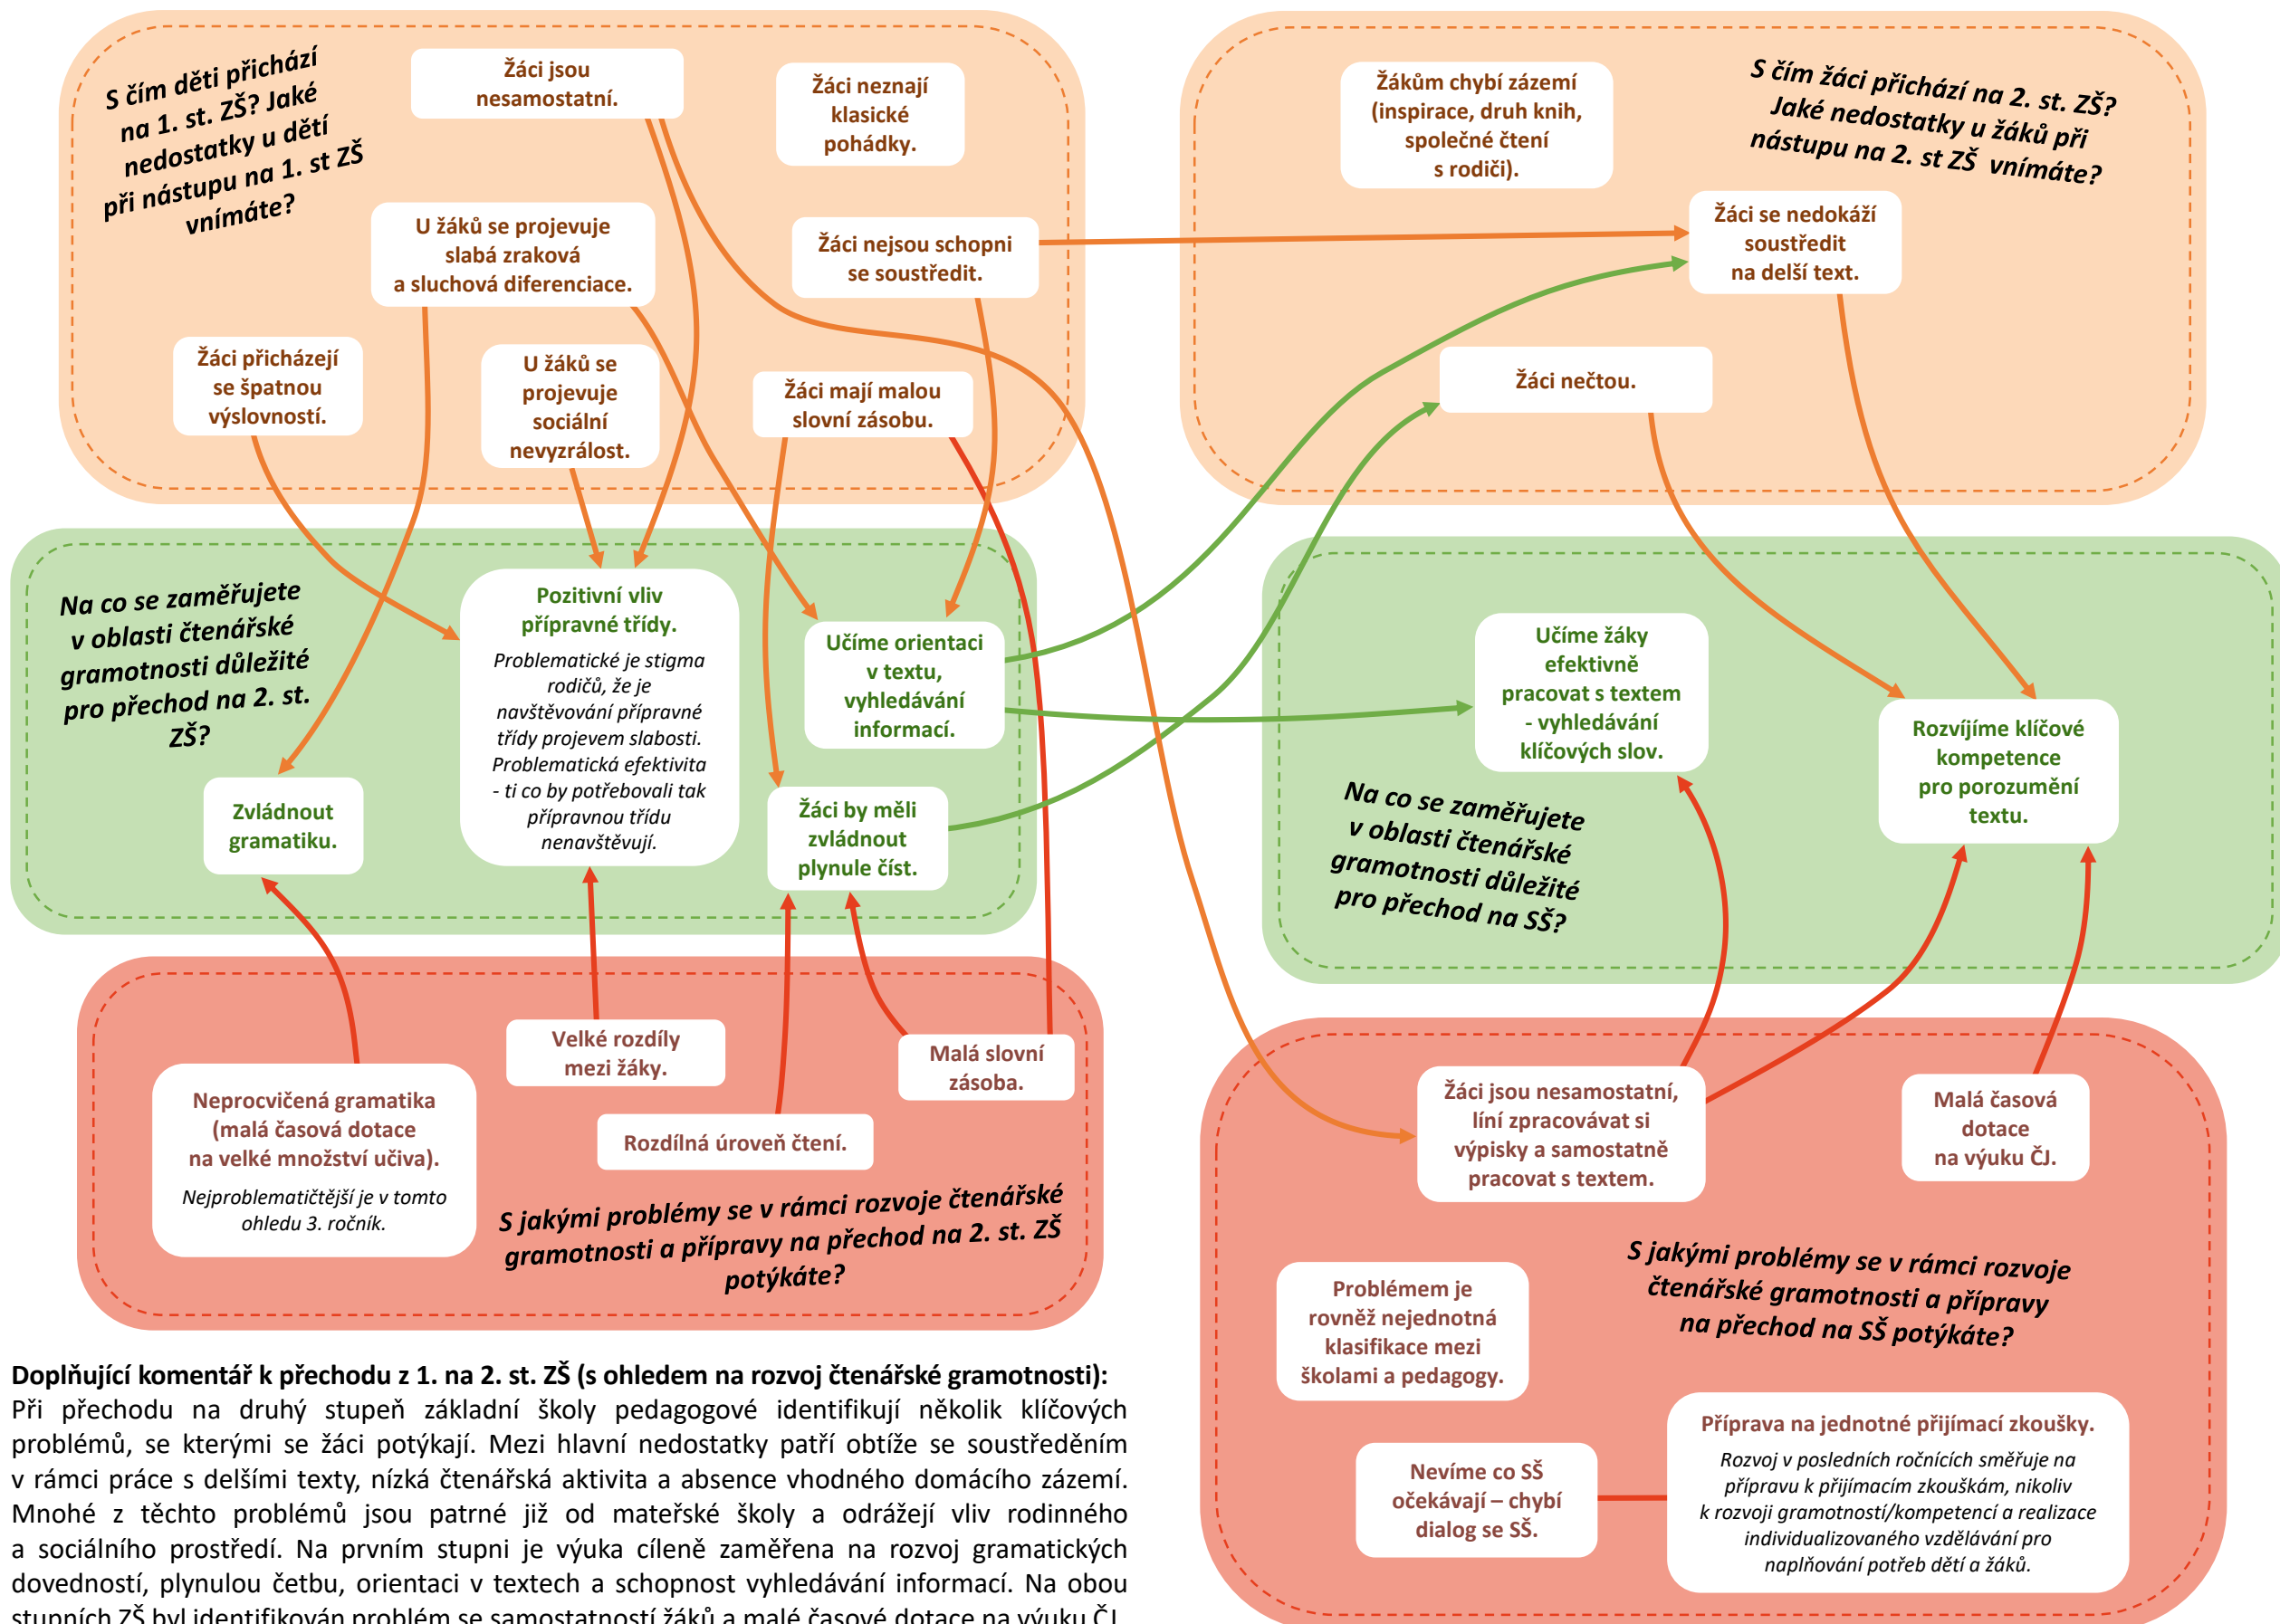 S čím děti přichází
na 1. st. ZŠ? Jaké
nedostatky u dětí
při nástupu na 1. st ZŠ
vnímáte?
Žáci jsou
nesamostatní.
Žáci neznají
klasické
pohádky.
U žáků se projevuje
slabá zraková
a sluchová diferenciace.
Žáci nejsou schopni
se soustředit.
Žáci přicházejí
se špatnou
výslovností.
U žáků se
projevuje
sociální
nevyzrálost.
Žáci mají malou
slovní zásobu.
Žákům chybí zázemí
(inspirace, druh knih,
společné čtení
s rodiči).
S čím žáci přichází na 2. st. ZŠ?
Jaké nedostatky u žáků při
nástupu na 2. st ZŠ vnímáte?
Žáci se nedokáží
soustředit
na delší text.
Žáci nečtou.
Na co se zaměřujete
v oblasti čtenářské
gramotnosti důležité
pro přechod na 2. st.
ZŠ?
Pozitivní vliv
přípravné třídy.
Problematické je stigma
rodičů, že je
navštěvování přípravné
třídy projevem slabosti.
Problematická efektivita
- ti co by potřebovali tak
přípravnou třídu
nenavštěvují.
Učíme orientaci
v textu,
vyhledávání
informací.
Zvládnout
gramatiku.
Žáci by měli
zvládnout
plynule číst.
Učíme žáky
efektivně
pracovat s textem
- vyhledávání
klíčových slov.
Rozvíjíme klíčové
kompetence
pro porozumění
textu.
Na co se zaměřujete
v oblasti čtenářské
gramotnosti důležité
pro přechod na SŠ?
Velké rozdíly
mezi žáky.
Malá slovní
zásoba.
Neprocvičená gramatika
(malá časová dotace
na velké množství učiva).
Nejproblematičtější je v tomto
ohledu 3. ročník.
Rozdílná úroveň čtení.
S jakými problémy se v rámci rozvoje čtenářské
gramotnosti a přípravy na přechod na 2. st. ZŠ
potýkáte?
Žáci jsou nesamostatní,
líní zpracovávat si
výpisky a samostatně
pracovat s textem.
Malá časová
dotace
na výuku ČJ.
S jakými problémy se v rámci rozvoje
čtenářské gramotnosti a přípravy
na přechod na SŠ potýkáte?
Problémem je
rovněž nejednotná
klasifikace mezi
školami a pedagogy.
Nevíme co SŠ
očekávají – chybí
dialog se SŠ.
Příprava na jednotné přijímací zkoušky.
Rozvoj v posledních ročnících směřuje na
přípravu k přijímacím zkouškám, nikoliv
k rozvoji gramotností/kompetencí a realizace
individualizovaného vzdělávání pro
naplňování potřeb dětí a žáků.
Doplňující komentář k přechodu z 1. na 2. st. ZŠ (s ohledem na rozvoj čtenářské gramotnosti):
Při přechodu na druhý stupeň základní školy pedagogové identifikují několik klíčových
problémů, se kterými se žáci potýkají. Mezi hlavní nedostatky patří obtíže se soustředěním
v rámci práce s delšími texty, nízká čtenářská aktivita a absence vhodného domácího zázemí.
Mnohé z těchto problémů jsou patrné již od mateřské školy a odrážejí vliv rodinného
a sociálního prostředí. Na prvním stupni je výuka cíleně zaměřena na rozvoj gramatických
dovedností, plynulou četbu, orientaci v textech a schopnost vyhledávání informací. Na obou
stupních ZŠ byl identifikován problém se samostatností žáků a malé časové dotace na výuku ČJ.